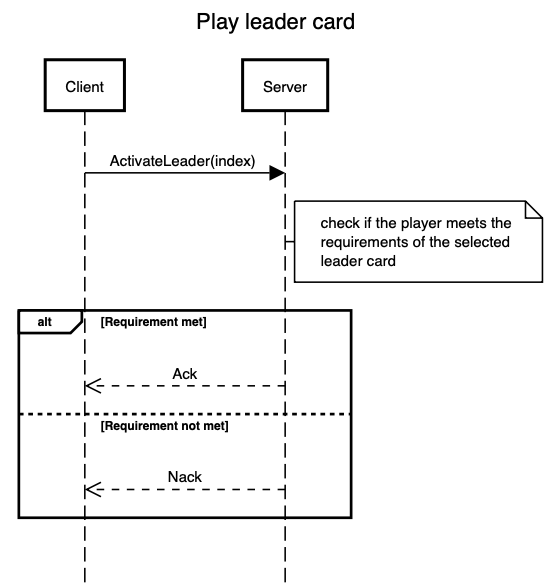 Play leader card
Client
Server
ActivateLeader(index)
check if the player meets the
requirements of the selected
leader card
alt
[Requirement met]
Ack
[Requirement not met]
Nack